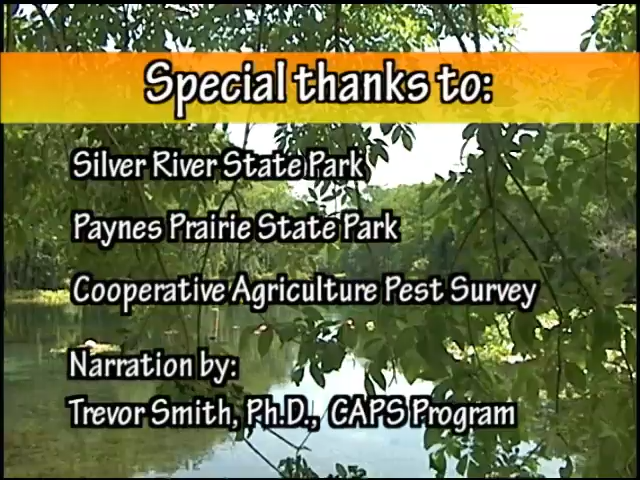 Special thanks to:
Silver River State Park
Paynes Prairie State Park
Cooperative Agriculture Pest Survey
Narration by:
Trevor Smith, Ph.D., CAPS Program